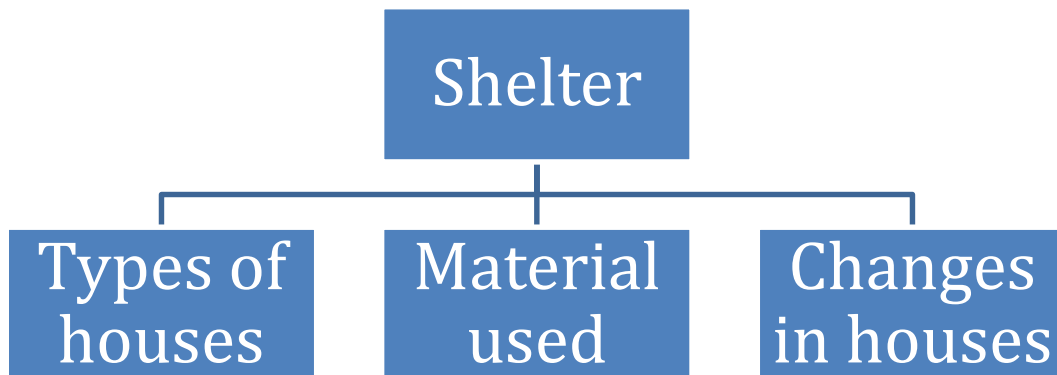 Shelter
Types of
houses
Material
used
Changes
in houses